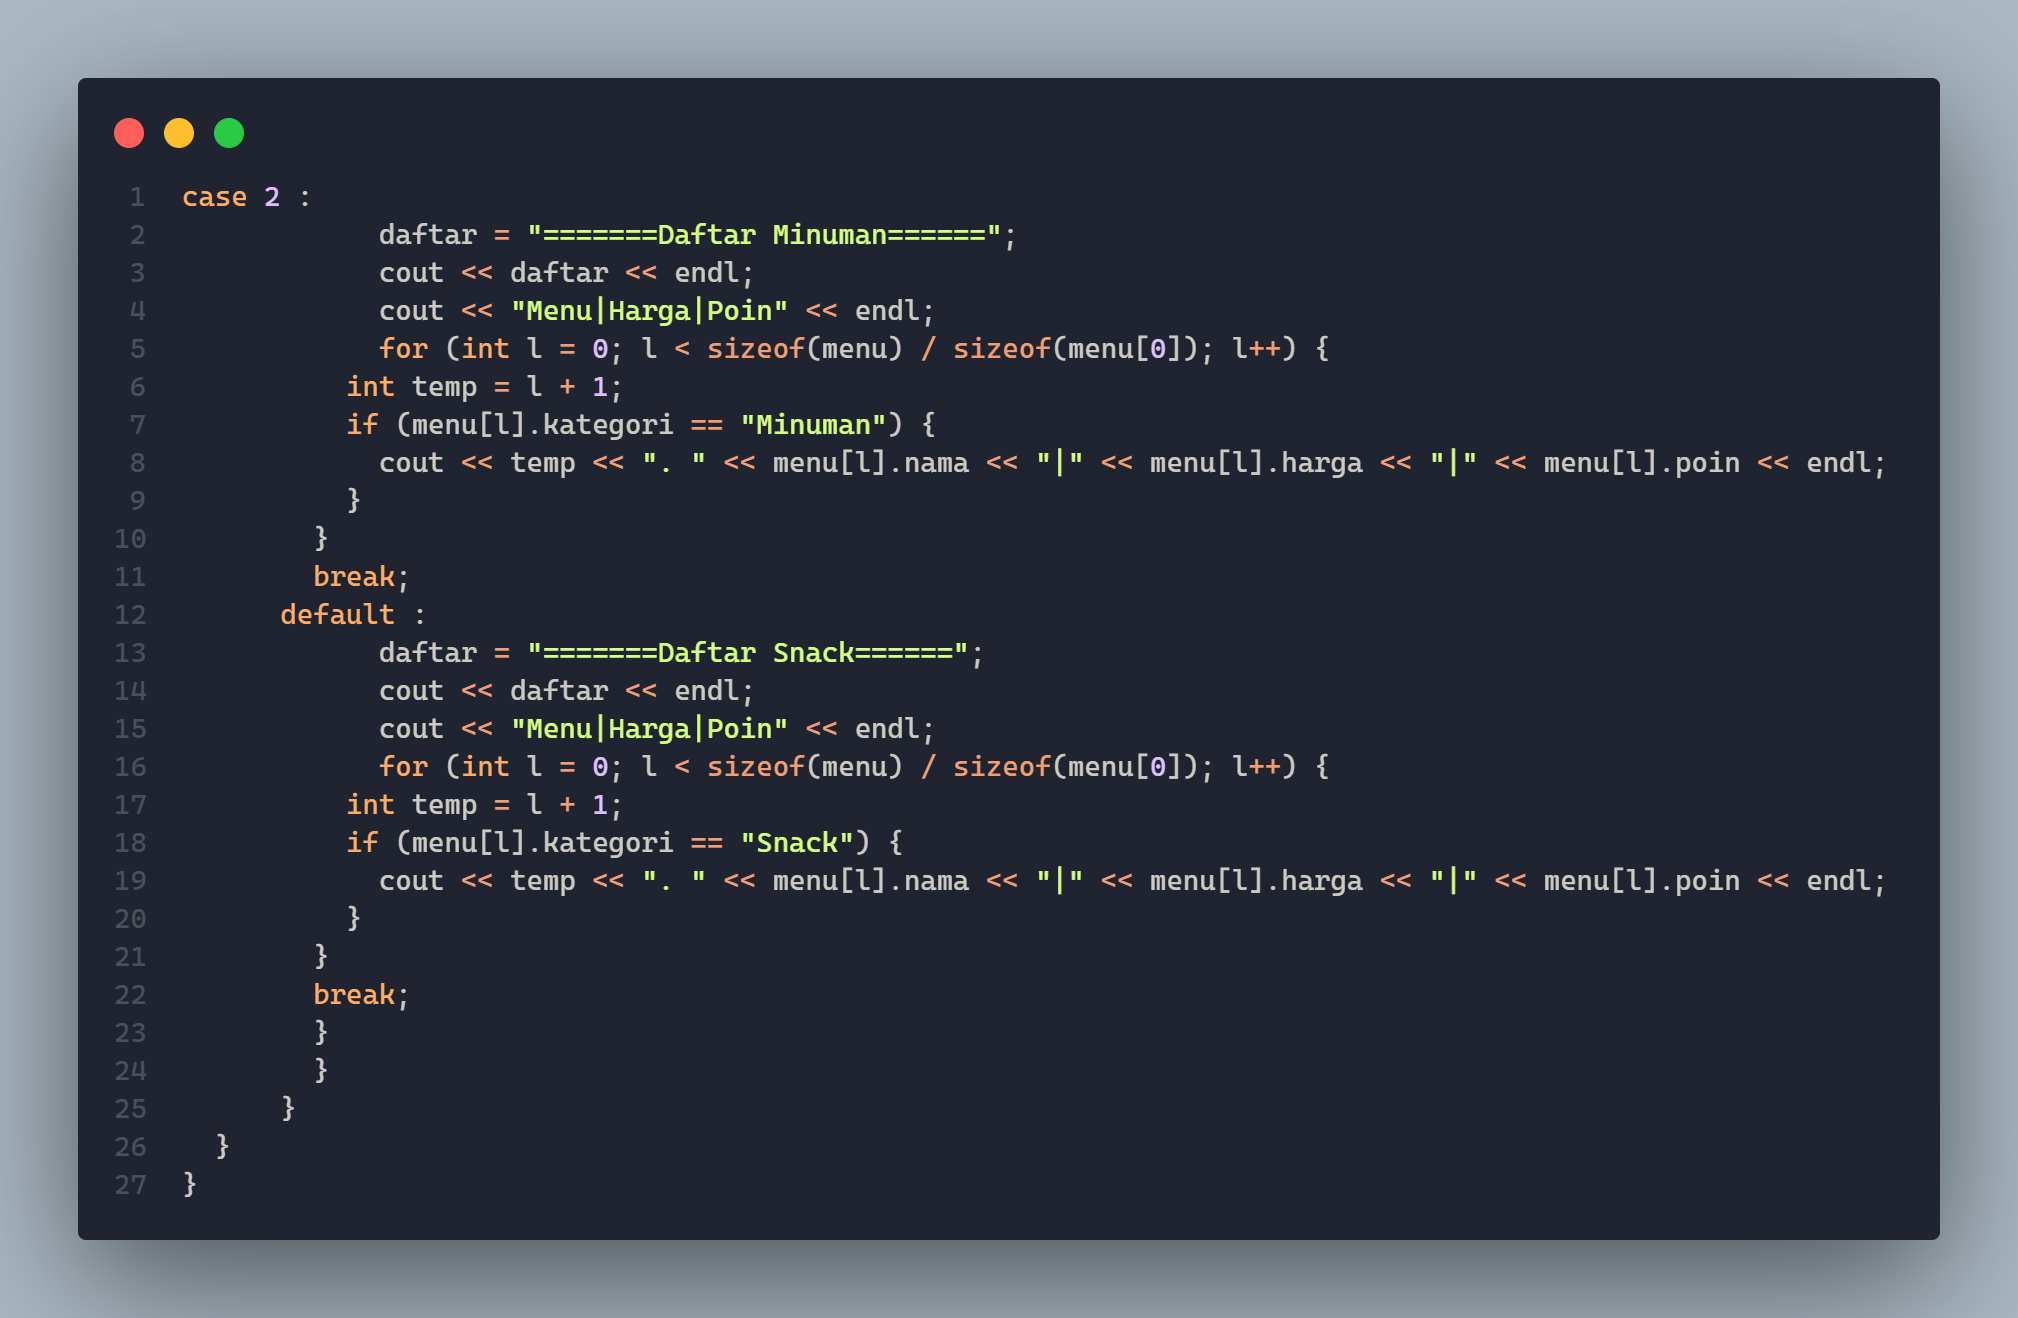 1 case 2 :
2 daftar = "=======Daftar Minuman======";
3 cout << daftar << endl;
4 cout << "Menu|Harga|Poin" << endl;
5 for (int l = 0; l < sizeof(menu) / sizeof(menu[0]); l++) {
6 int temp = l + 1;
7 if (menu[l].kategori == "Minuman") {
8 cout << temp << ". " << menu[l].nama << "|" << menu[l].harga << "|" << menu[l].poin << endl;
9 }
10 }
11 break;
12 default :
13 daftar = "=======Daftar Snack======";
14 cout << daftar << endl;
15 cout << "Menu|Harga|Poin" << endl;
16 for (int l = 0; l < sizeof(menu) / sizeof(menu[0]); l++) {
17 int temp = l + 1;
18 if (menu[l].kategori == "Snack") {
19 cout << temp << ". " << menu[l].nama << "|" << menu[l].harga << "|" << menu[l].poin << endl;
20 }
21 }
22 break;
23 }
24 }
25 }
26 }
27 }